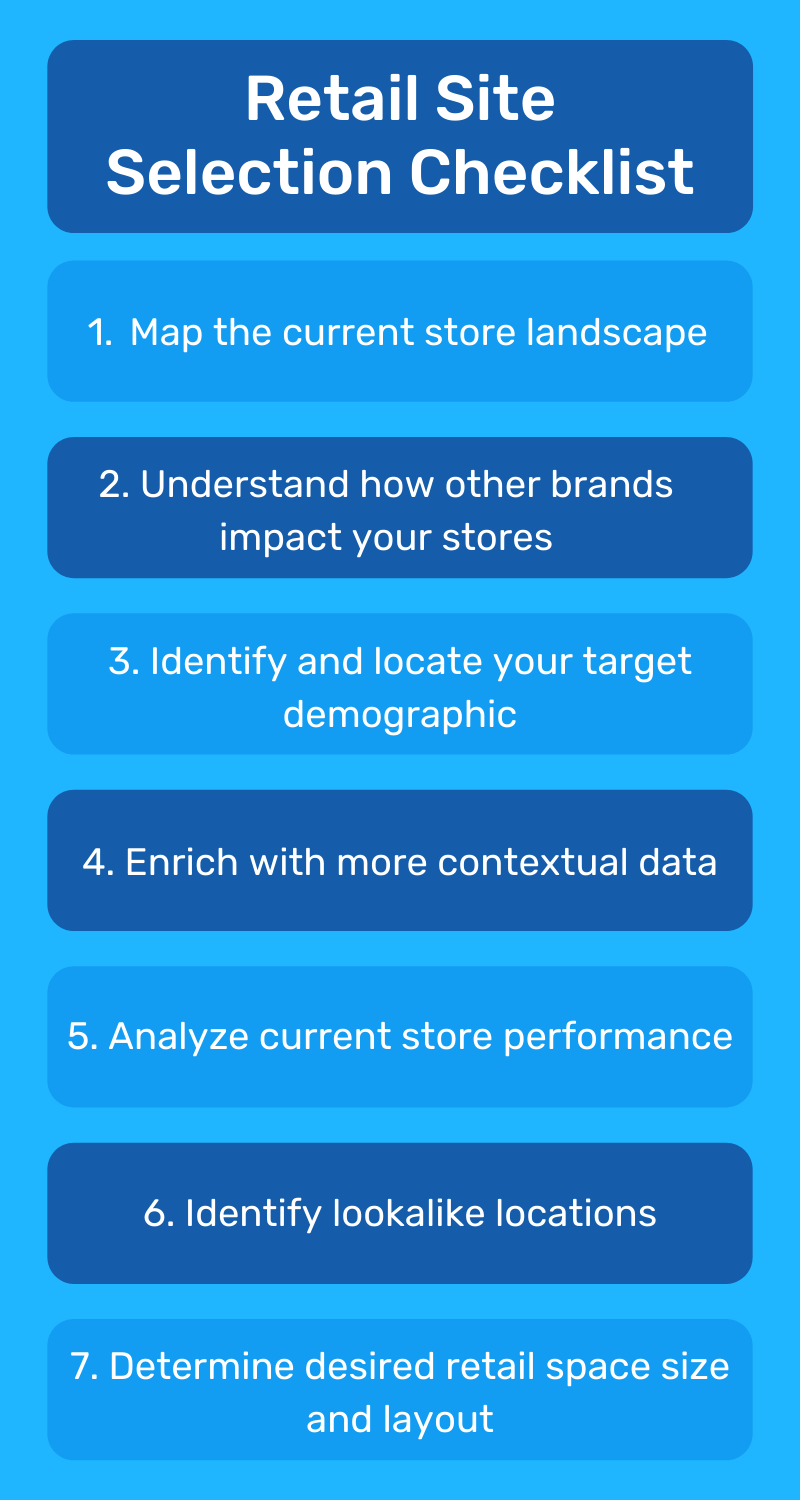 Retail Site
Selection Checklist
1. Map the current store landscape
2. Understand how other brands
impact your stores
3. Identify and locate your target
demographic
4. Enrich with more contextual data
5. Analyze current store performance
6. Identify lookalike locations
7. Determine desired retail space size
and layout